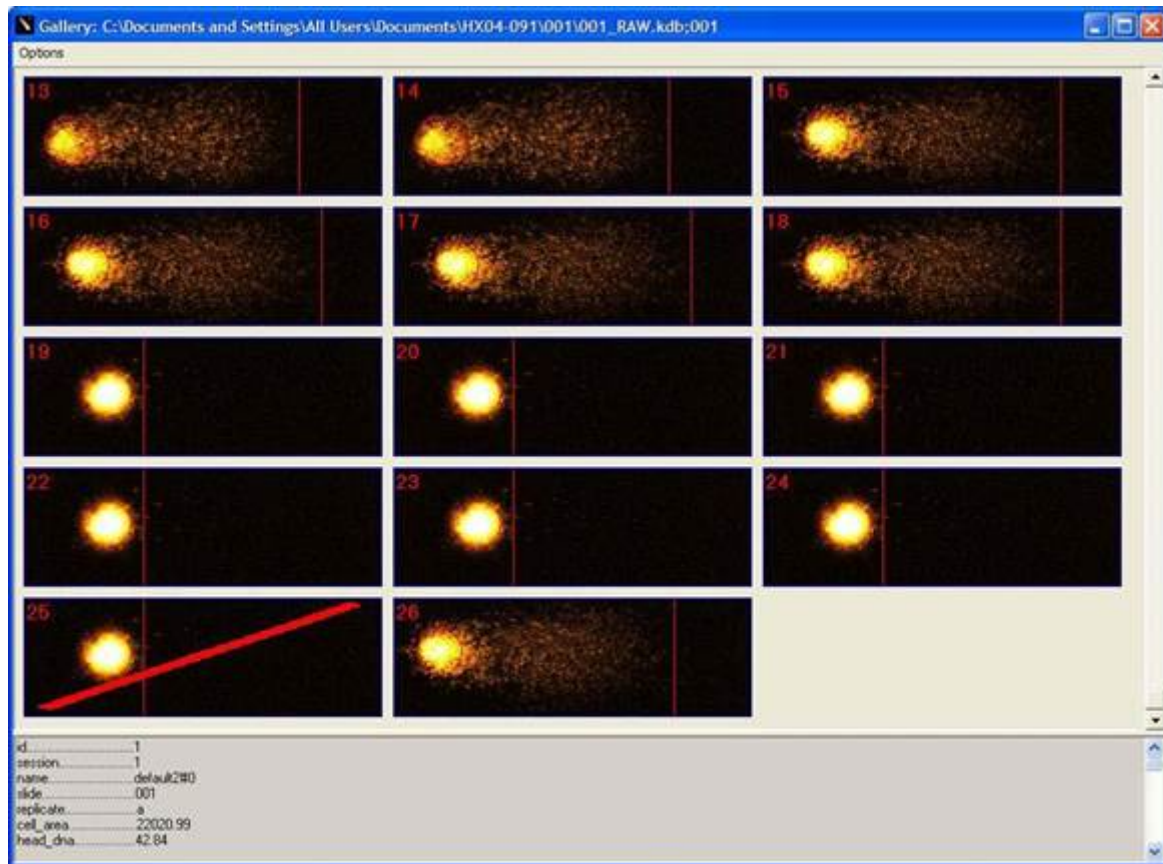 Gallery: C:\Documents and Settings\All Users\Documents\HX04-091\001\001_RAW.kdb;001
Options
13 14 15
16 17 18
19 20 21
22 23 24
25 26
id..............................1
session....................1
name.......................default2#0
slide.........................001
replicate...................a
cell_area..................22020.99
head_dna...............42.84